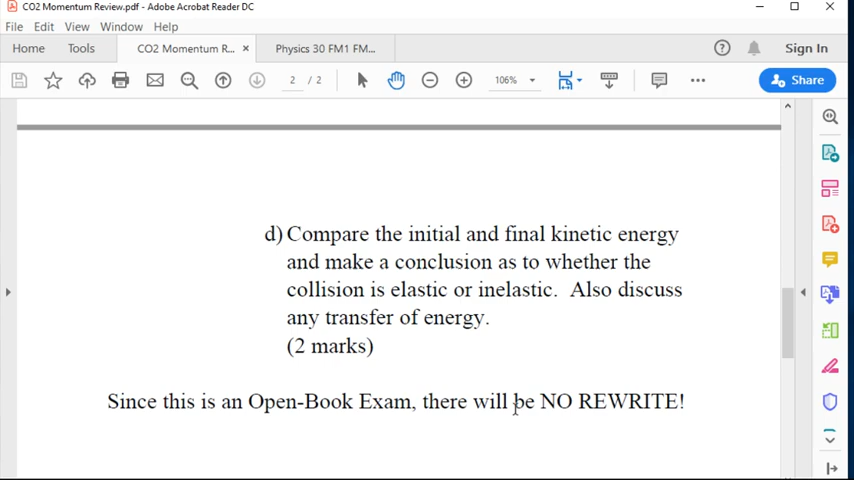 CO2 Momentum Review.pdf - Adobe Acrobat Reader DC
File Edit View Window Help
Home Tools CO2 Momentum R... × Physics 30 FM1 FM... Sign In
2 / 2 106% Share
d) Compare the initial and final kinetic energy
and make a conclusion as to whether the
collision is elastic or inelastic. Also discuss
any transfer of energy.
(2 marks)
Since this is an Open-Book Exam, there will be NO REWRITE!